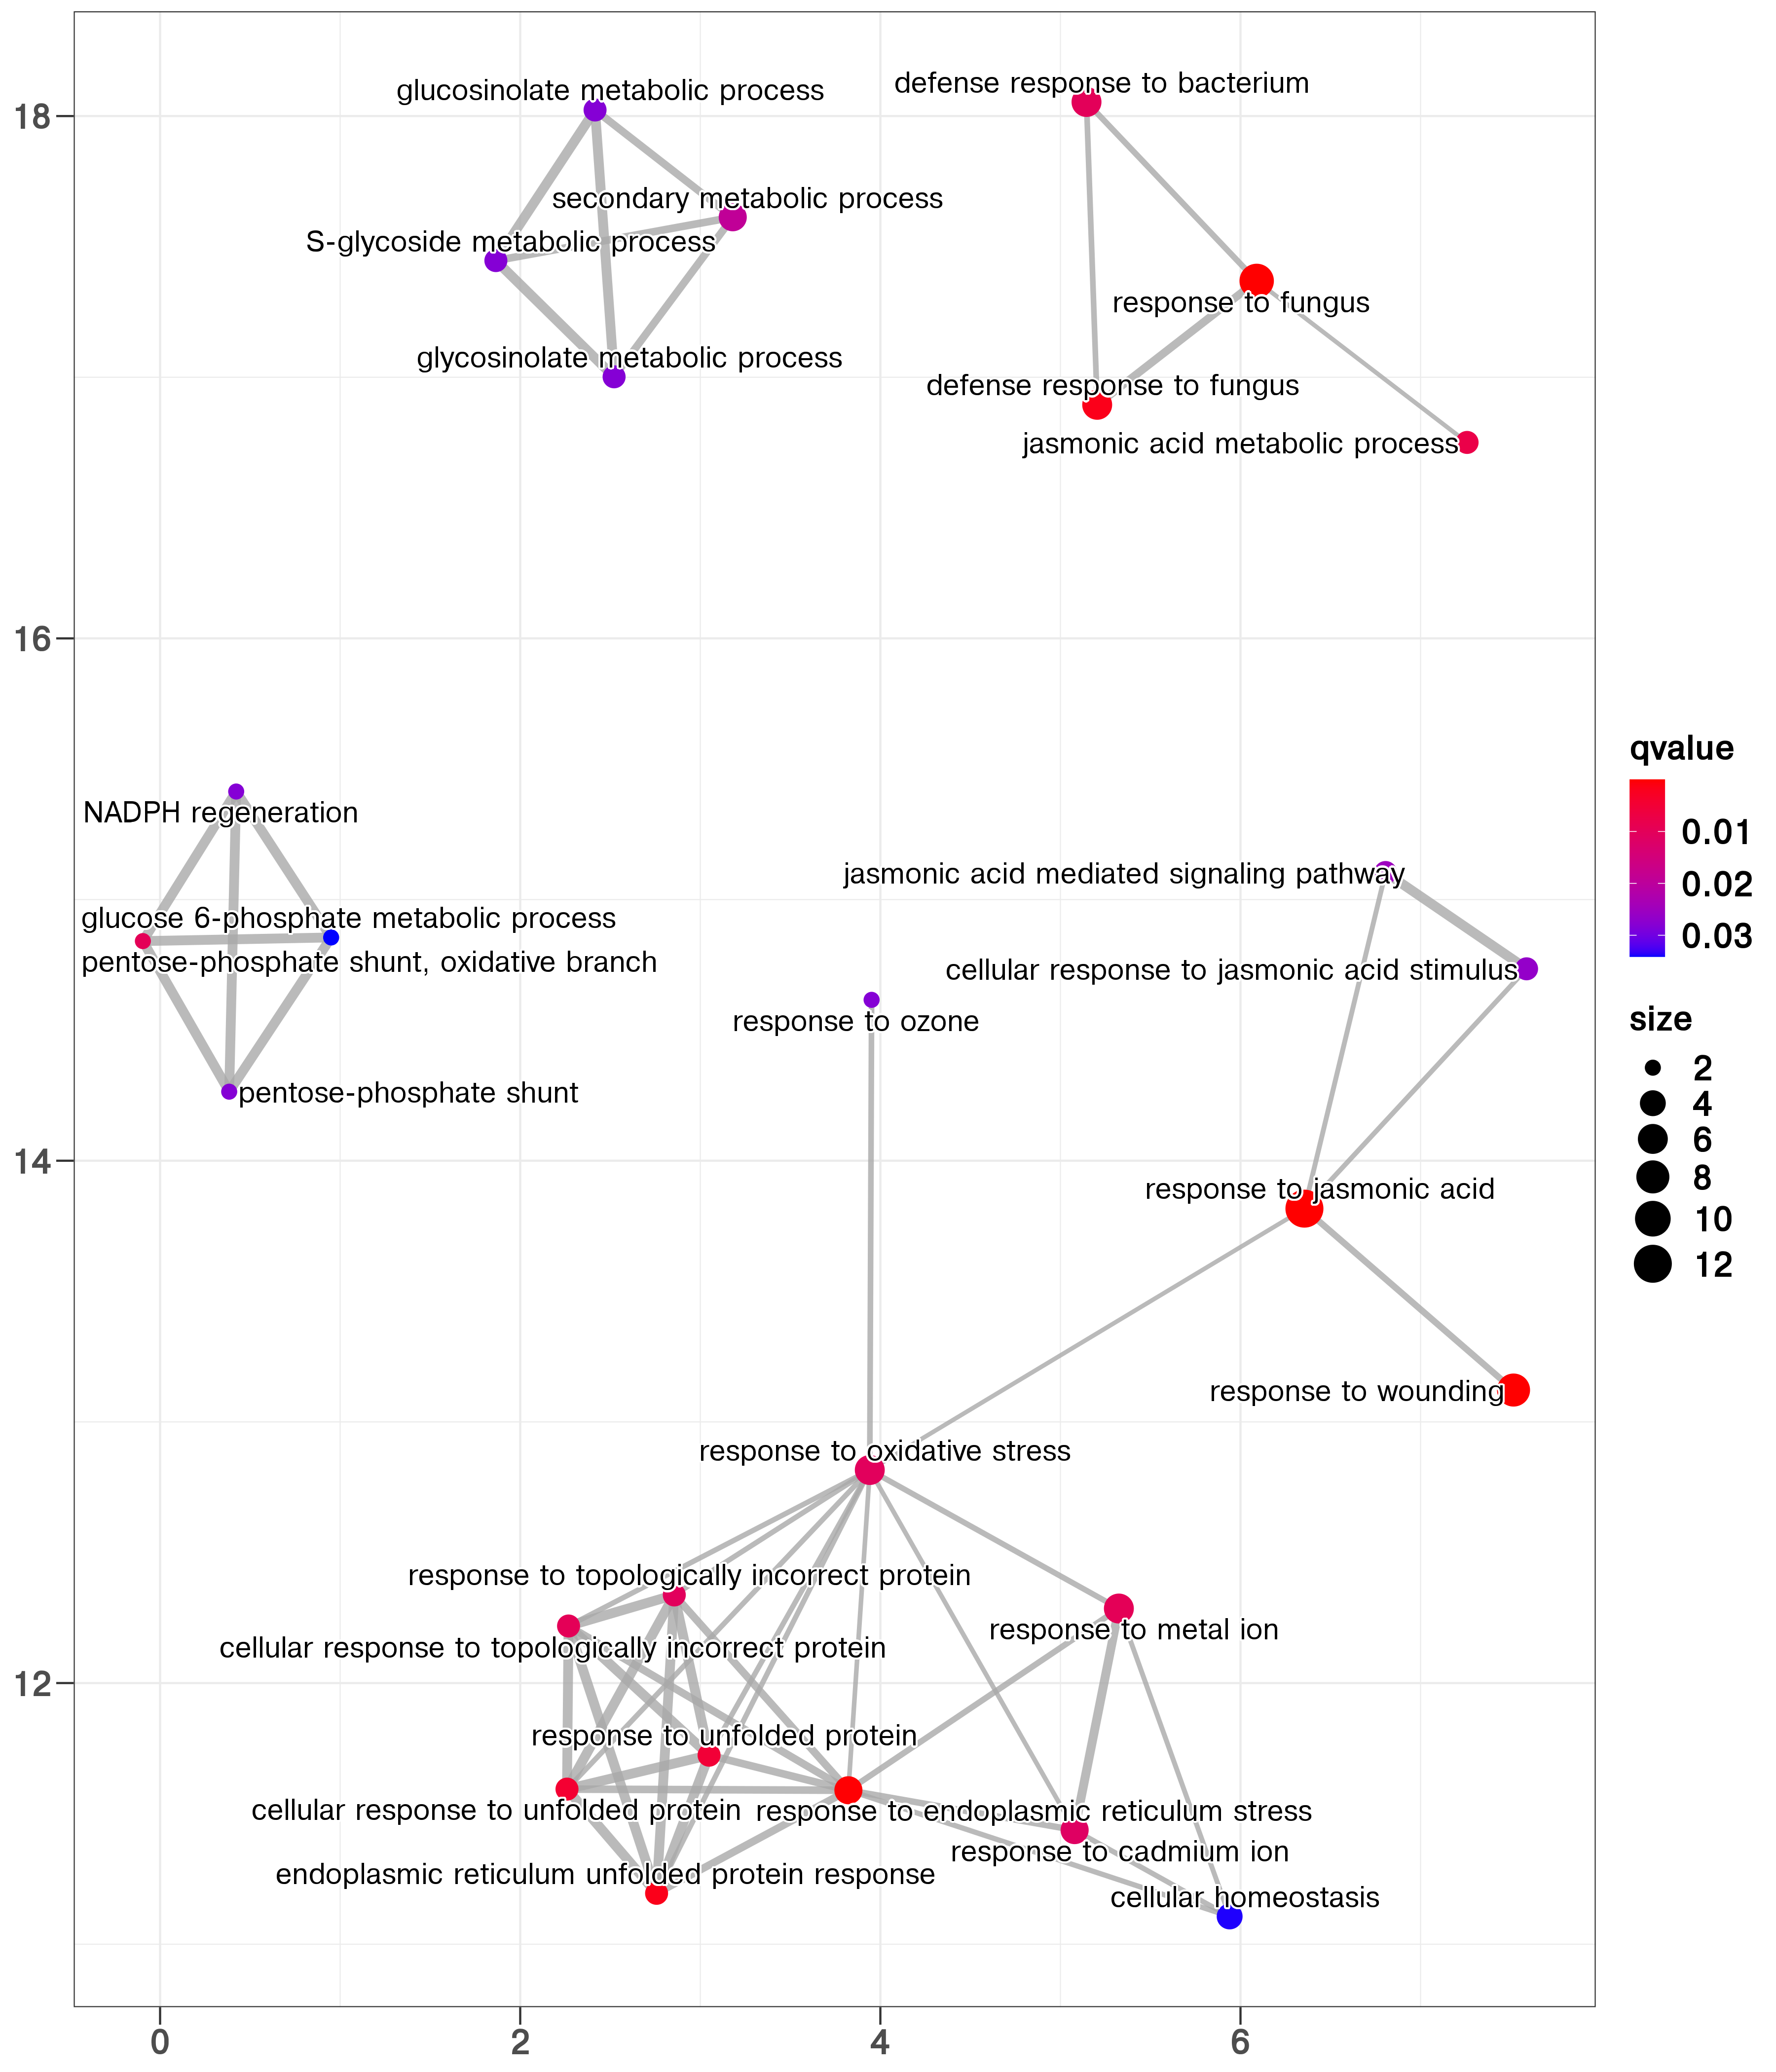 glucosinolate metabolic process
defense response to bacterium
18
secondary metabolic process
S-glycoside metabolic process
response to fungus
glycosinolate metabolic process
defense response to fungus
jasmonic acid metabolic process
16
qvalue
0.01
0.02
0.03
NADPH regeneration
jasmonic acid mediated signaling pathway
glucose 6-phosphate metabolic process
pentose-phosphate shunt, oxidative branch
cellular response to jasmonic acid stimulus
response to ozone
size
2
4
6
8
10
12
pentose-phosphate shunt
14
response to jasmonic acid
response to wounding
response to oxidative stress
response to topologically incorrect protein
response to metal ion
cellular response to topologically incorrect protein
12
response to unfolded protein
cellular response to unfolded protein
response to endoplasmic reticulum stress
response to cadmium ion
endoplasmic reticulum unfolded protein response
cellular homeostasis
0
2
4
6